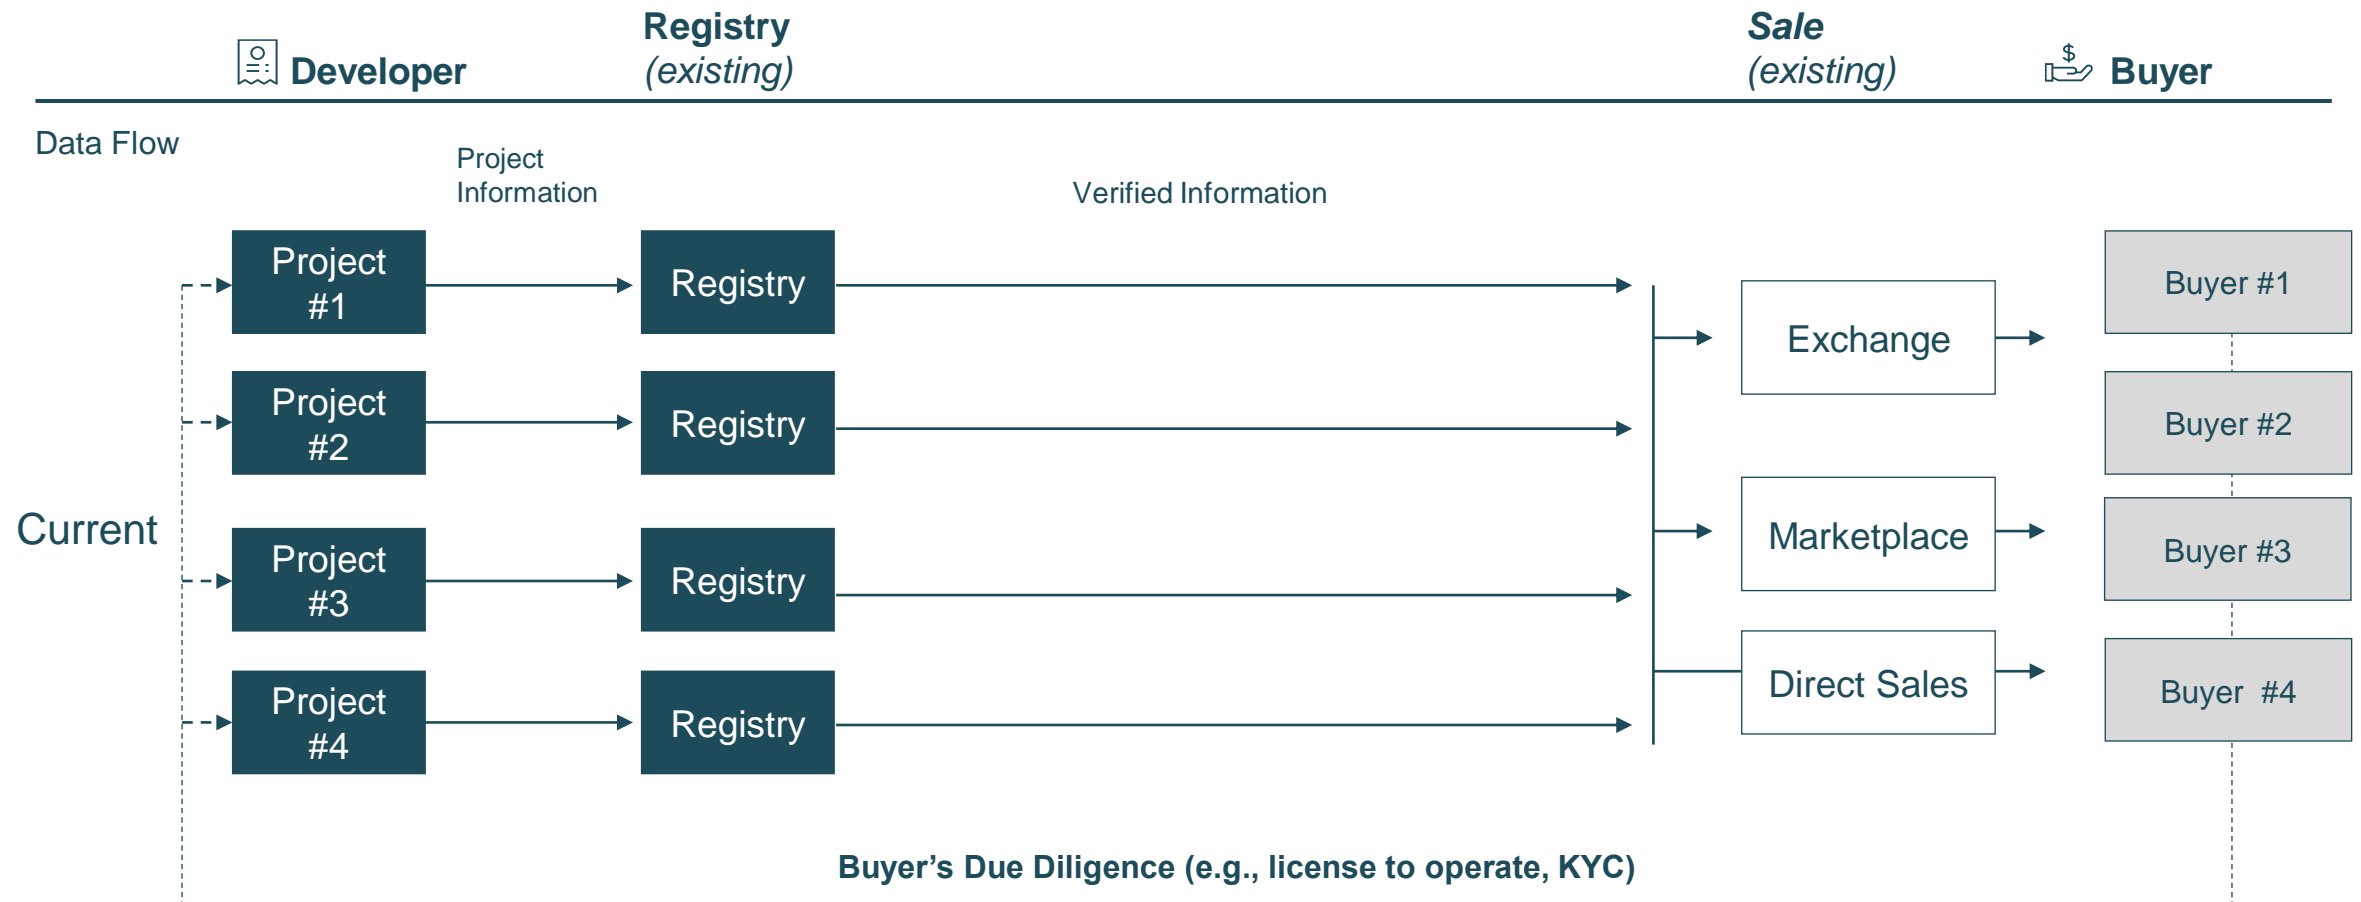 Developer
Registry
(existing)
Sale
(existing)
Buyer
Data Flow
Project
Information
Verified Information
Current
Project
#1
Registry
Project
#2
Registry
Project
#3
Registry
Project
#4
Registry
Exchange
Marketplace
Direct Sales
Buyer #1
Buyer #2
Buyer #3
Buyer  #4
Buyer’s Due Diligence (e.g., license to operate, KYC)